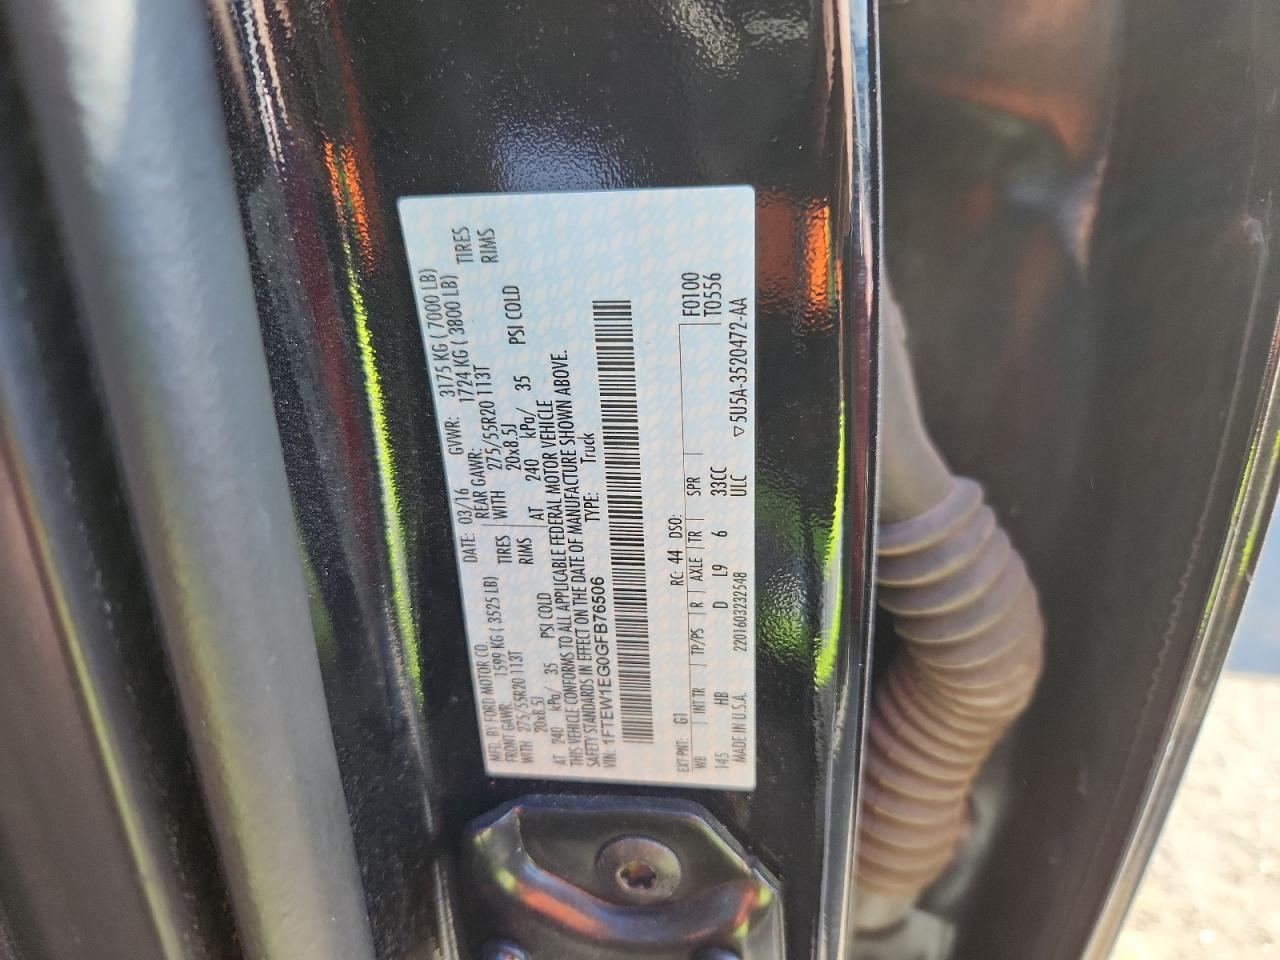 MFD. BY FORD MOTOR CO. DATE: 03/16 GVWR: 3175 KG ( 7000 LB)
FRONT GAWR: 1599 KG ( 3525 LB) REAR GAWR: 1724 KG ( 3800 LB)
WITH 275/55R20 113T TIRES WITH 275/55R20 113T TIRES
20x8.5J RIMS 20x8.5J RIMS
AT 240 kPa/ 35 PSI COLD AT 240 kPa/ 35 PSI COLD
THIS VEHICLE CONFORMS TO ALL APPLICABLE FEDERAL MOTOR VEHICLE
SAFETY STANDARDS IN EFFECT ON THE DATE OF MANUFACTURE SHOWN ABOVE.
VIN: 1FTEW1EG0GFB76506 TYPE: Truck
EXT PNT: G1 RC: 44 DSO: F0100
WB INT TR TP/PS R AXLE TR SPR T0556
145 HB D L9 6 33CC
MADE IN U.S.A. 2201603232548 ULC ▽5U5A-3520472-AA